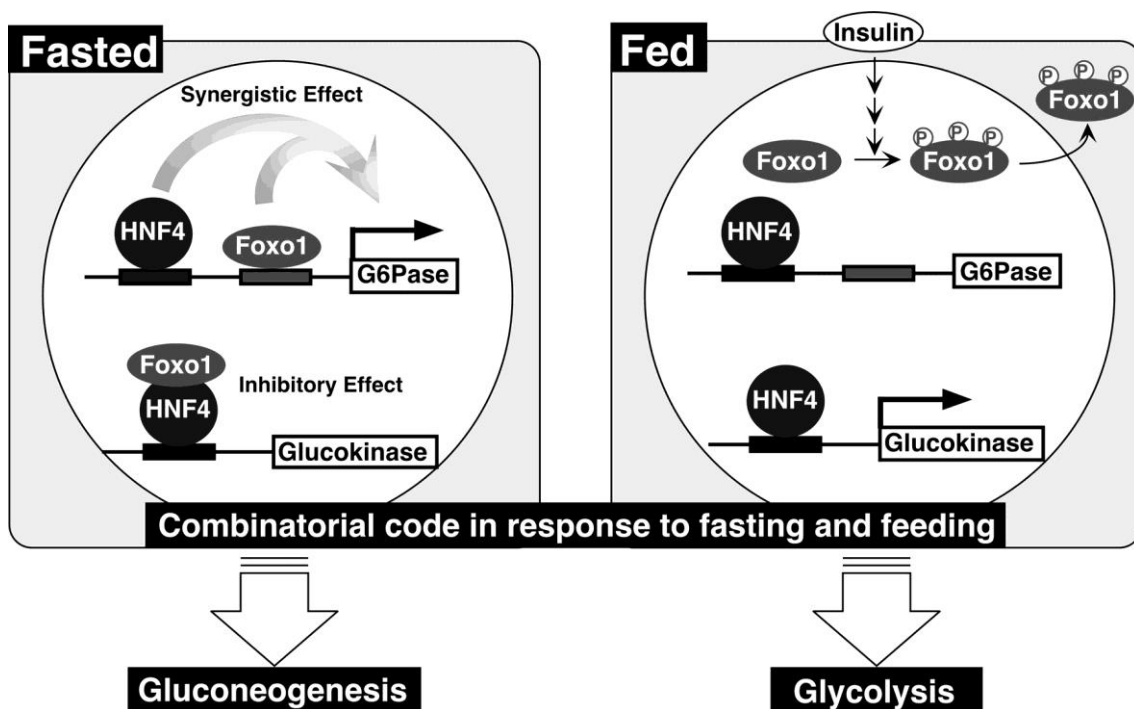 Fasted
Synergistic Effect
HNF4
Foxo1
G6Pase
Foxo1
HNF4
Inhibitory Effect
Glucokinase
Fed
Insulin
P P P
Foxo1
Foxo1
P P P
Foxo1
HNF4
G6Pase
HNF4
Glucokinase
Combinatorial code in response to fasting and feeding
Gluconeogenesis
Glycolysis